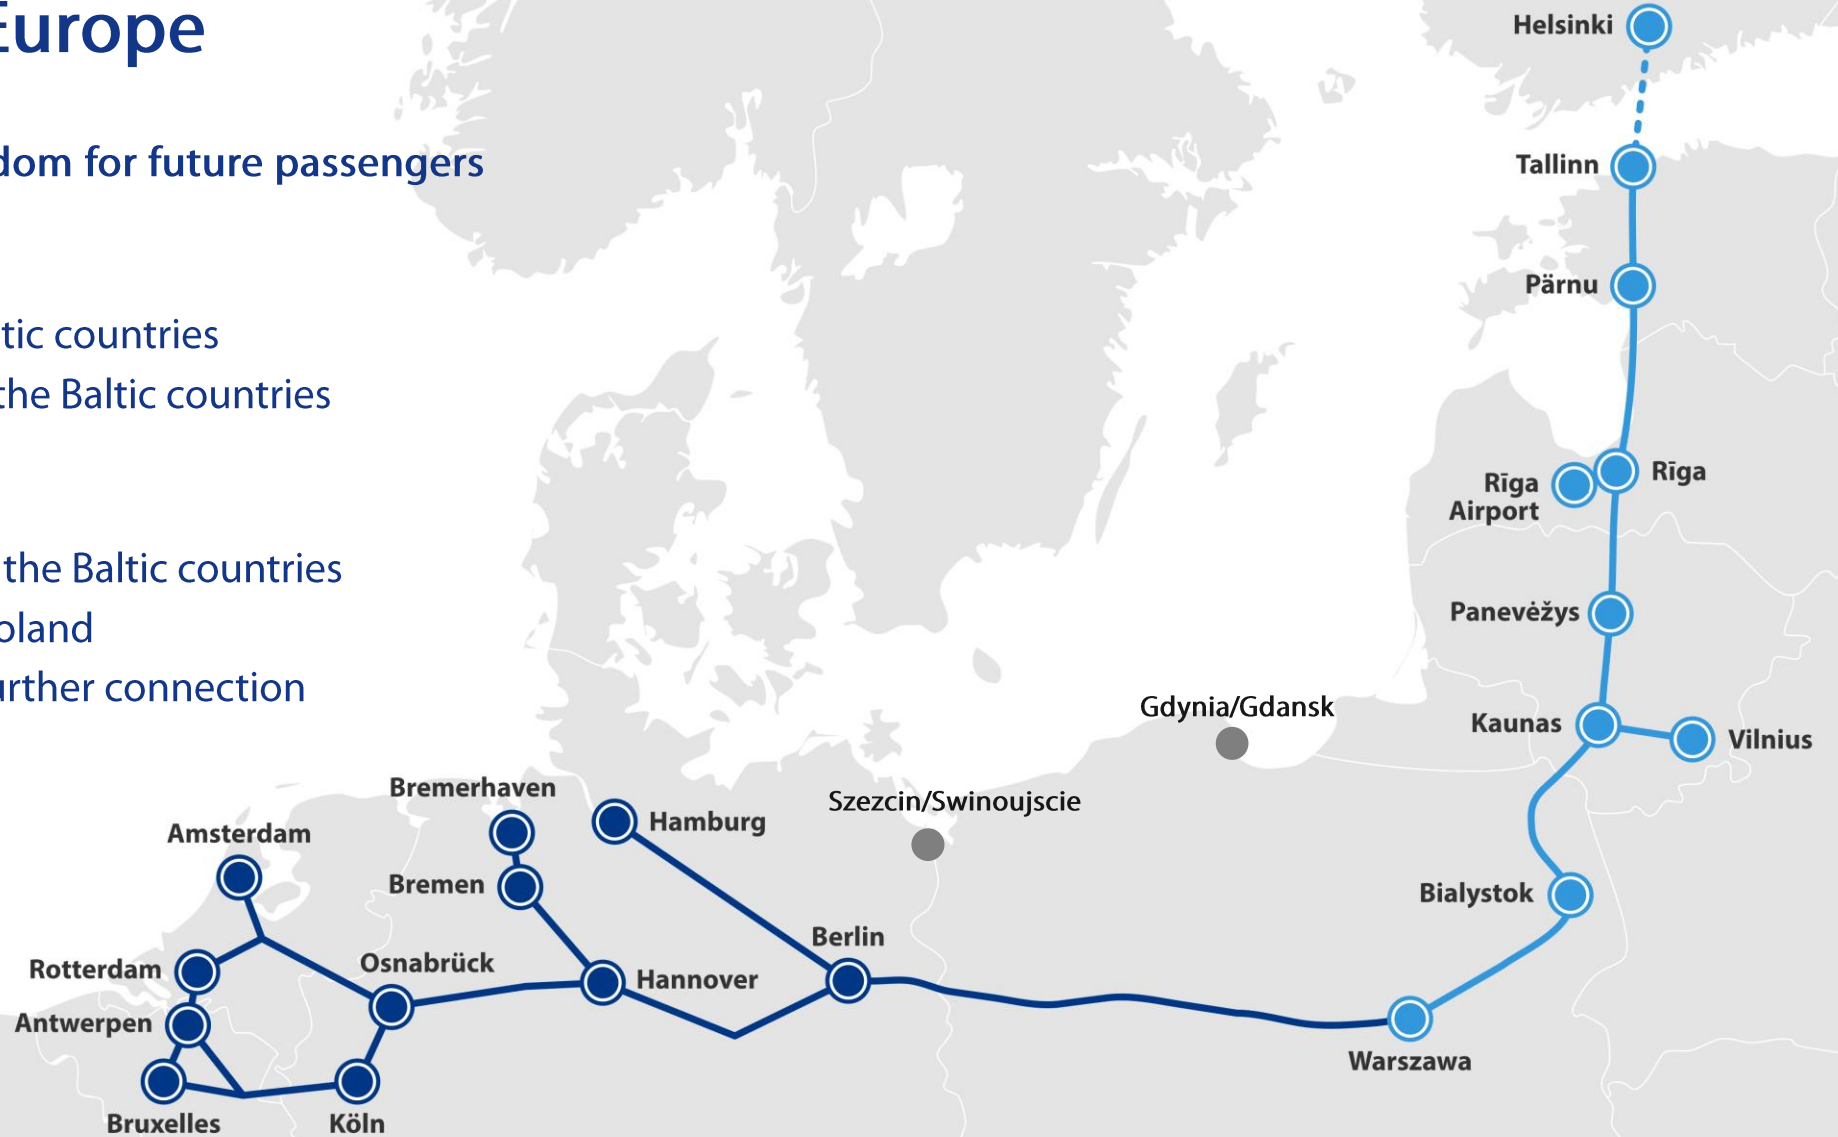 Europe
dom for future passengers
tic countries
the Baltic countries
the Baltic countries
oland
urther connection
Helsinki
Tallinn
Pärnu
Rīga
Rīga
Airport
Panevėžys
Kaunas
Vilnius
Gdynia/Gdansk
Szezcin/Swinoujscie
Bialystok
Warszawa
Bremerhaven
Hamburg
Amsterdam
Bremen
Berlin
Rotterdam
Osnabrück
Hannover
Antwerpen
Bruxelles
Köln